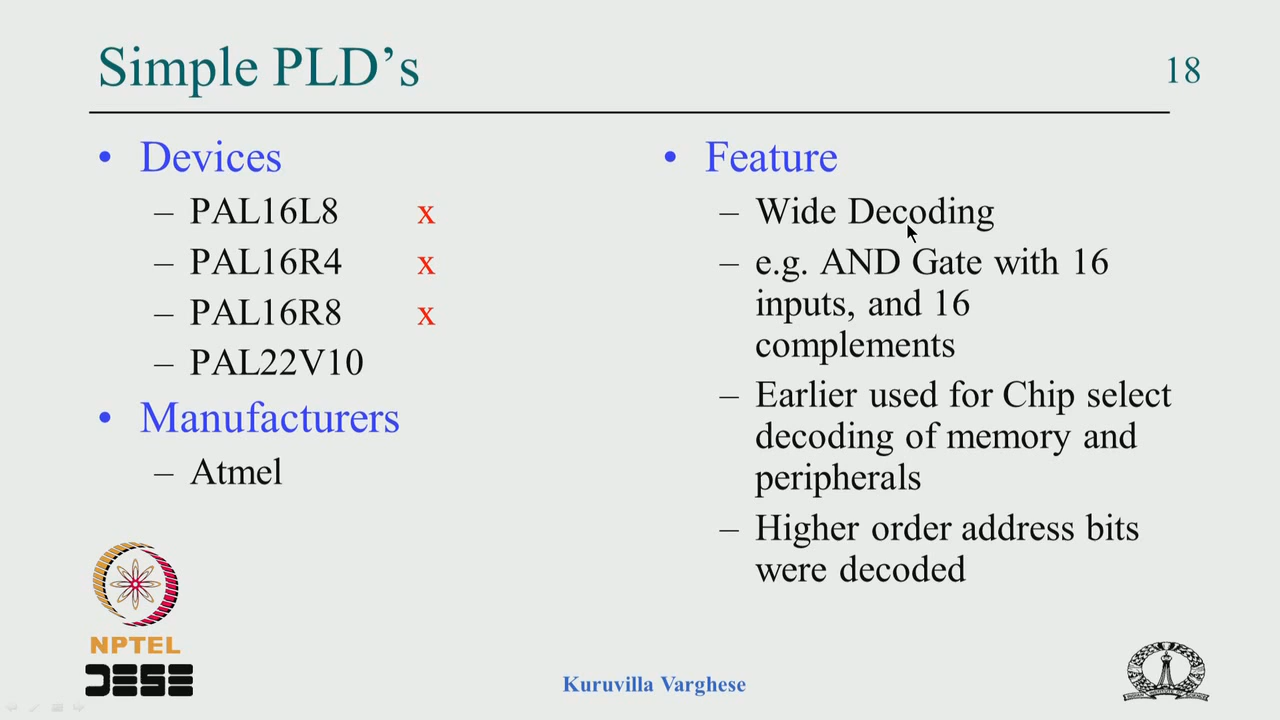 Simple PLD’s
18
• Devices
– PAL16L8 x
– PAL16R4 x
– PAL16R8 x
– PAL22V10
• Manufacturers
– Atmel
• Feature
– Wide Decoding
– e.g. AND Gate with 16
inputs, and 16
complements
– Earlier used for Chip select
decoding of memory and
peripherals
– Higher order address bits
were decoded
NPTEL
DESE
Kuruvilla Varghese